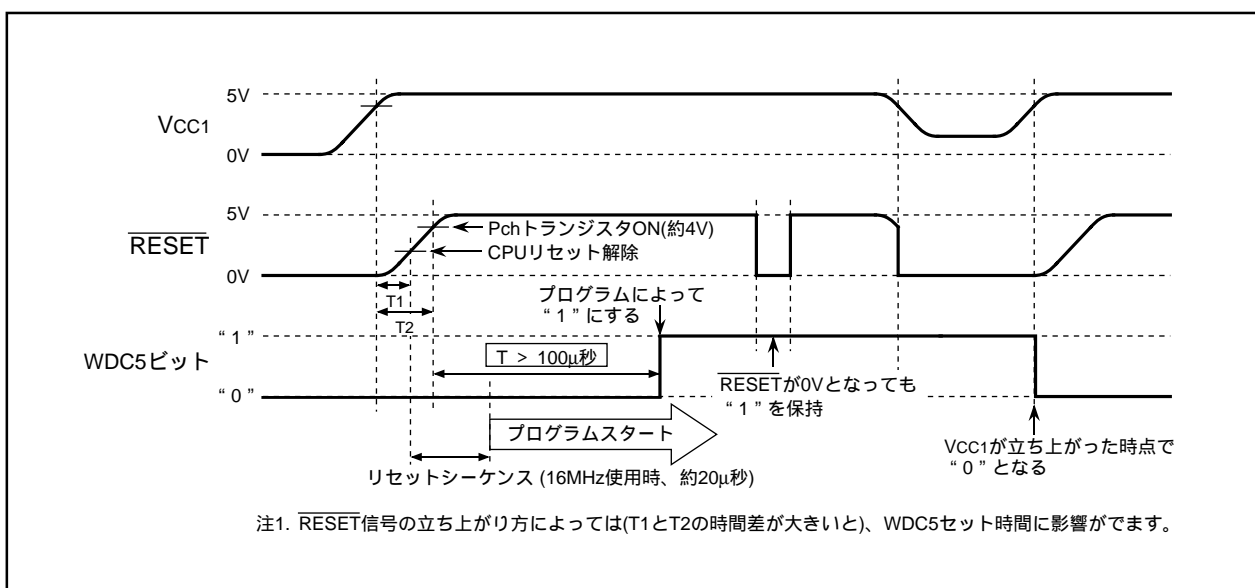 5V
VCC1
0V
5V
PchトランジスタON(約4V)
RESET
CPUリセット解除
0V
T1
プログラムによって
“ 1 ” にする
T2
“ 1 ”
WDC5ビット
T > 100μ秒
RESETが0Vとなっても
“ 1 ” を保持
“ 0 ”
プログラムスタート
VCC1が立ち上がった時点で
“ 0 ” となる
リセットシーケンス (16MHz使用時、約20μ秒)
注1. RESET信号の立ち上がり方によっては(T1とT2の時間差が大きいと)、WDC5セット時間に影響がでます。